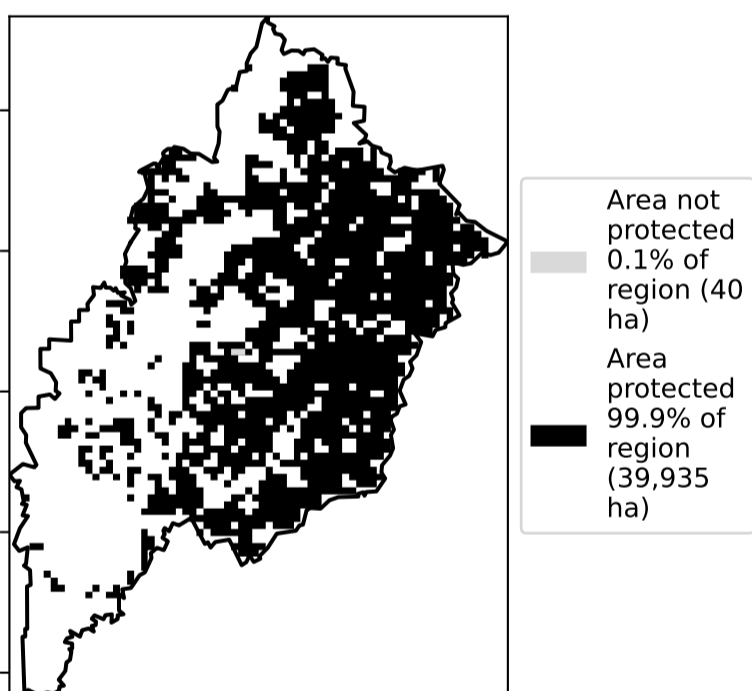 Area not
protected
0.1% of
region (40
ha)
Area
protected
99.9% of
region
(39,935
ha)